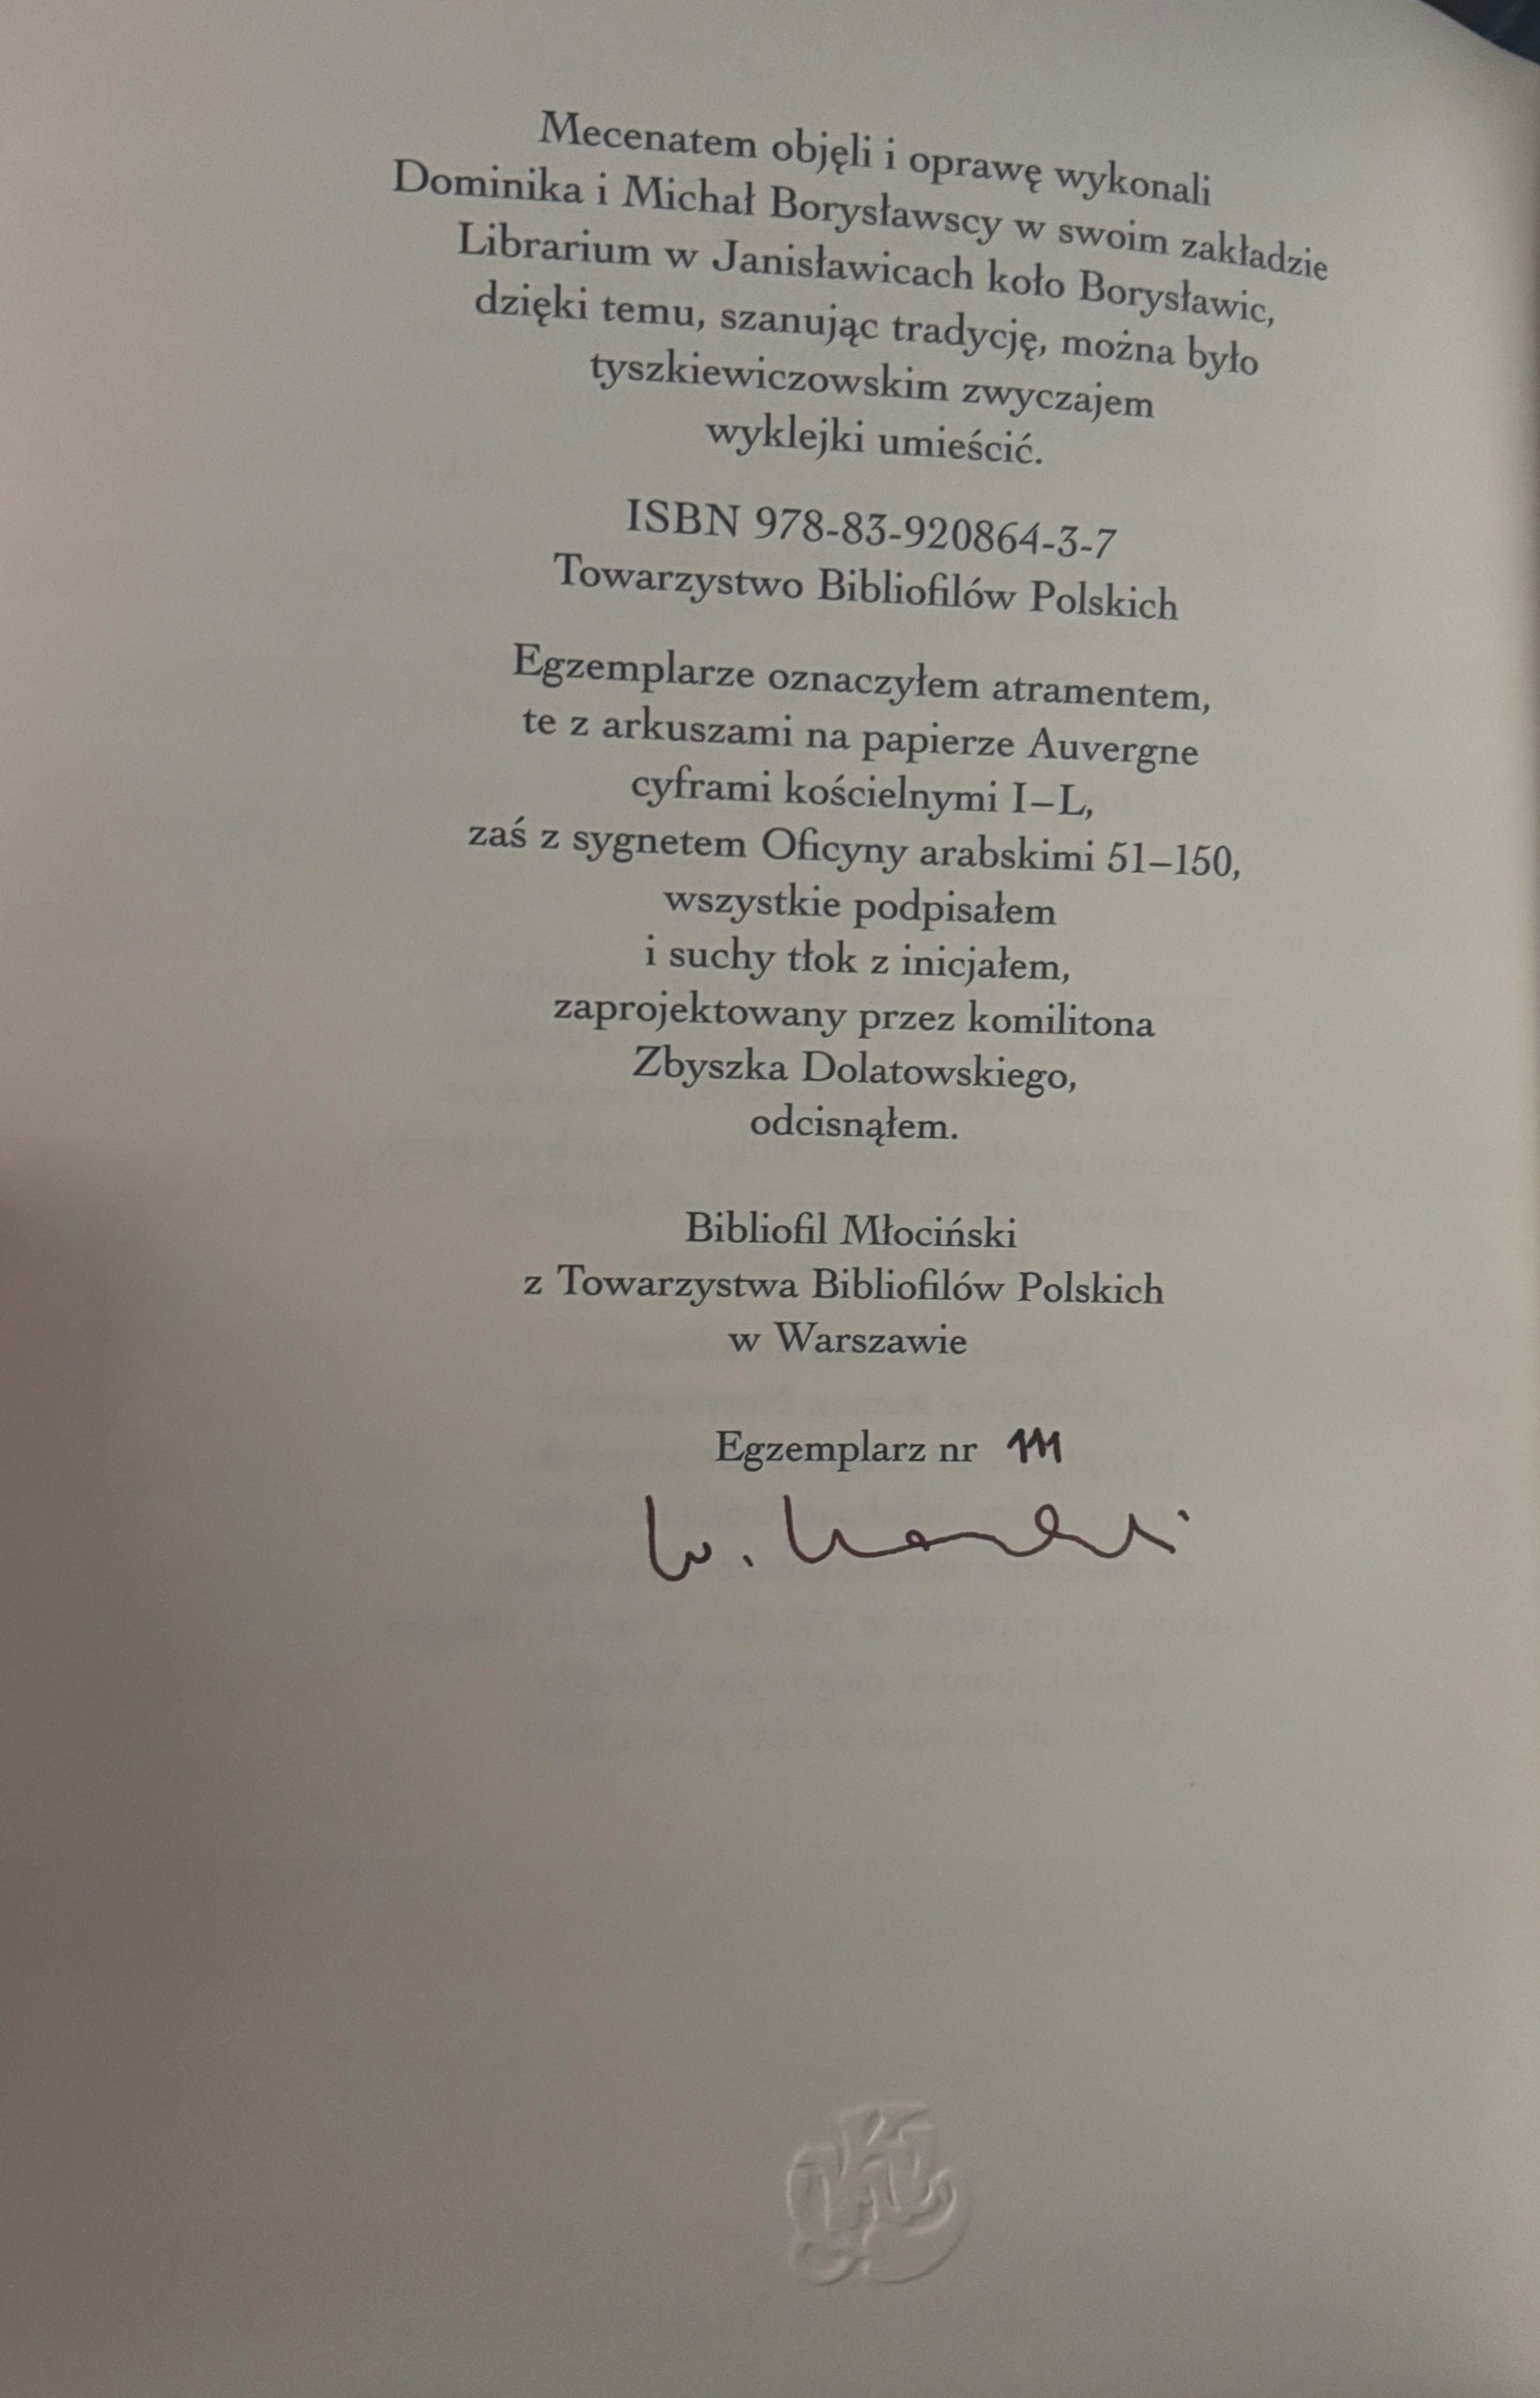 Mecenatem objęli i oprawę wykonali
Dominika i Michał Borysławscy w swoim zakładzie
Librarium w Janisławicach koło Borysławic,
dzięki temu, szanując tradycję, można było
tyszkiewiczowskim zwyczajem
wyklejki umieścić.
ISBN 978-83-920864-3-7
Towarzystwo Bibliofilów Polskich
Egzemplarze oznaczyłem atramentem,
te z arkuszami na papierze Auvergne
cyframi kościelnymi I–L,
zaś z sygnetem Oficyny arabskimi 51–150,
wszystkie podpisałem
i suchy tłok z inicjałem,
zaprojektowany przez komilitona
Zbyszka Dolatowskiego,
odcisnąłem.
Bibliofil Młociński
z Towarzystwa Bibliofilów Polskich
w Warszawie
Egzemplarz nr 111
W.